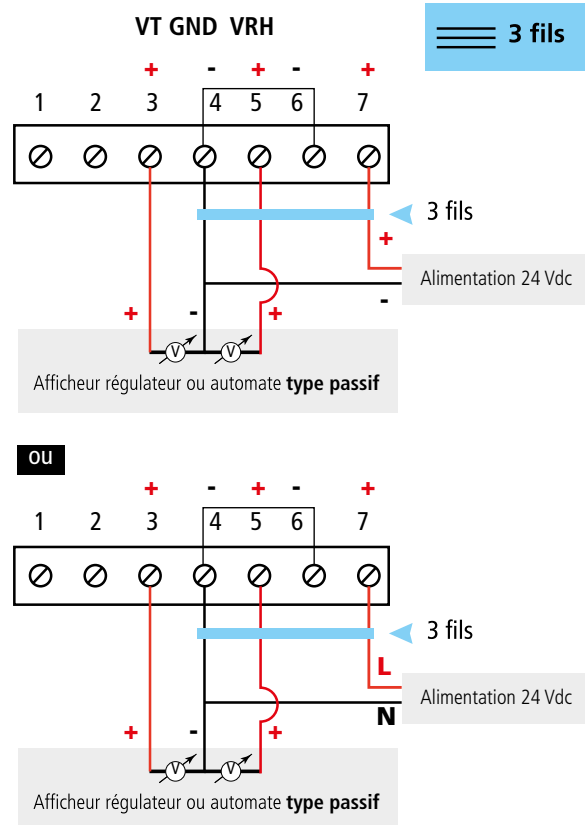 VT GND VRH
3 fils
+ - + - +
1 2 3 4 5 6 7
3 fils
+
Alimentation 24 Vdc
-
+ - +
V V
Afficheur régulateur ou automate type passif
ou
+ - + - +
1 2 3 4 5 6 7
3 fils
L
Alimentation 24 Vdc
N
+ - +
V V
Afficheur régulateur ou automate type passif